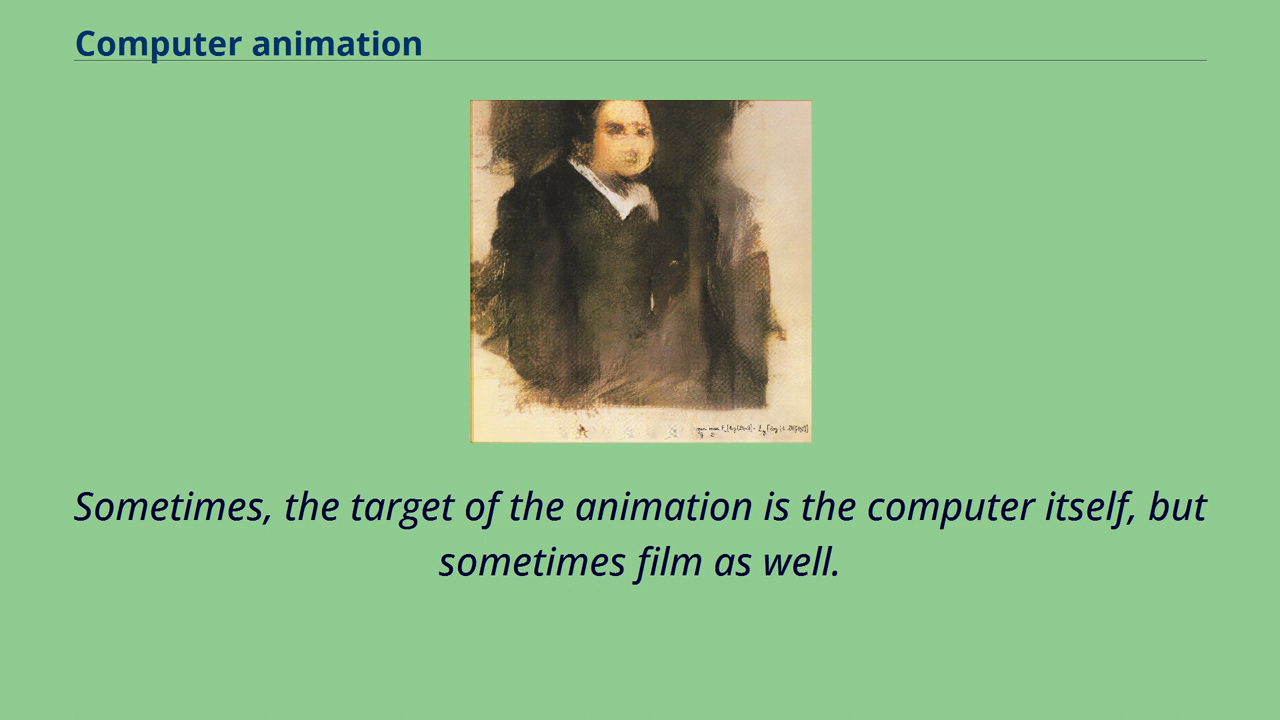 Computer animation
Sometimes, the target of the animation is the computer itself, but
sometimes film as well.